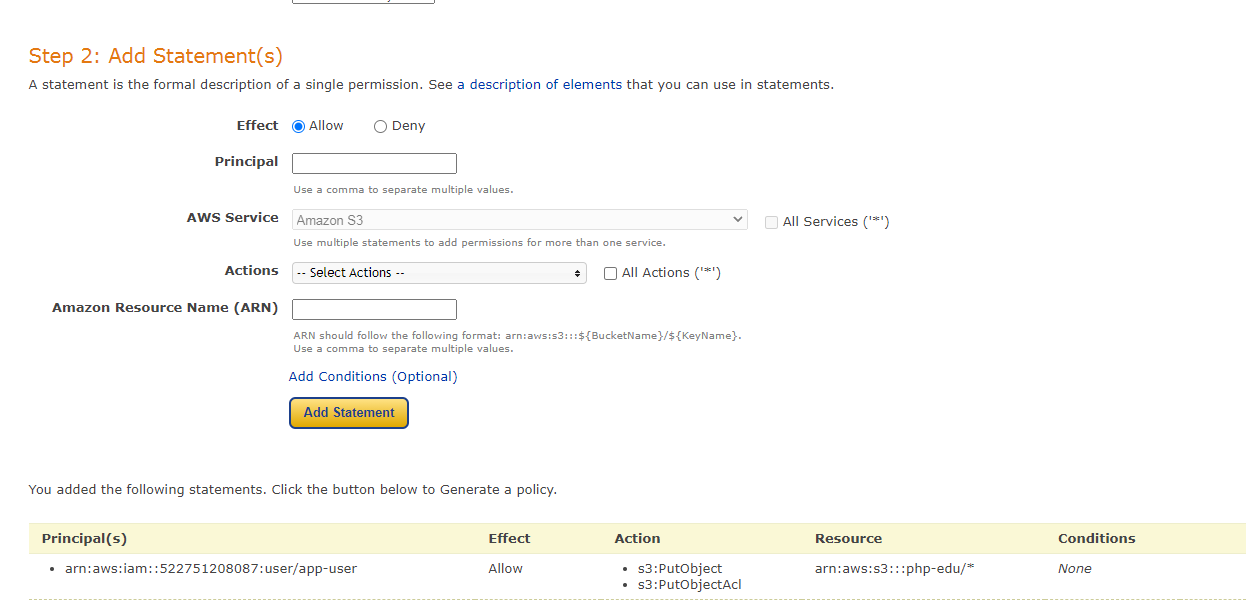 Step 2: Add Statement(s)
A statement is the formal description of a single permission. See a description of elements that you can use in statements.
Effect Allow Deny
Principal
Use a comma to separate multiple values.
AWS Service Amazon S3 All Services ('*')
Use multiple statements to add permissions for more than one service.
Actions -- Select Actions -- All Actions ('*')
Amazon Resource Name (ARN)
ARN should follow the following format: arn:aws:s3:::${BucketName}/${KeyName}.
Use a comma to separate multiple values.
Add Conditions (Optional)
Add Statement
You added the following statements. Click the button below to Generate a policy.
Principal(s) Effect Action Resource Conditions
• arn:aws:iam::522751208087:user/app-user Allow • s3:PutObject arn:aws:s3:::php-edu/* None
• s3:PutObjectAcl